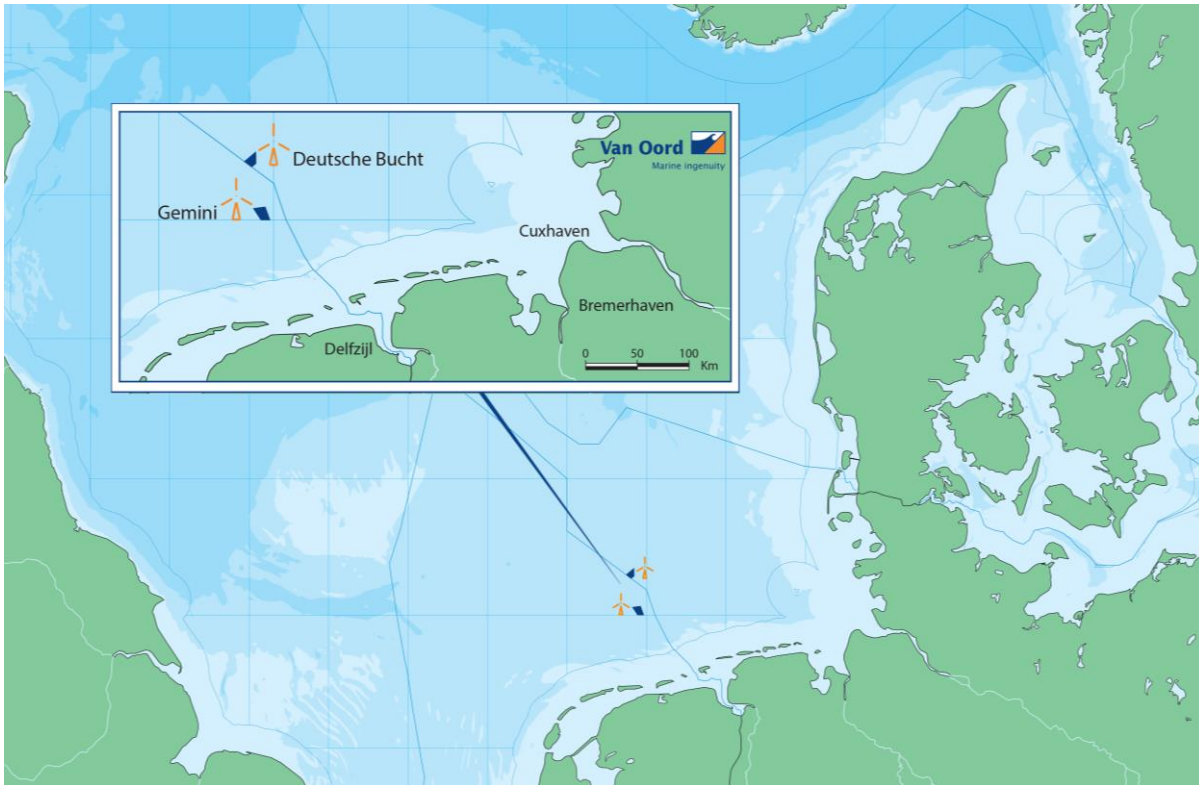 Deutsche Bucht
Van Oord
Marine ingenuity
Gemini
Cuxhaven
Bremerhaven
Delfzijl
0 50 100
Km